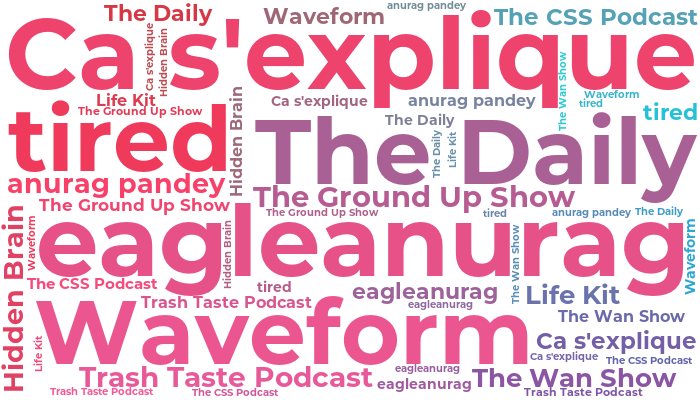 The Daily
Waveform
anurag pandey
The CSS Podcast
Ca s'explique
Ca s'explique
Hidden Brain
The Wan Show
Life Kit
The Ground Up Show
Hidden Brain
Ca s'explique
anurag pandey
Waveform
tired
tired
tired
The Daily
The Daily
The Daily
Life Kit
anurag pandey
The Ground Up Show
The Ground Up Show
The Ground Up Show
tired
anurag pandey
The Daily
Hidden Brain
Waveform
eagleanurag
Hidden Brain
The Wan Show
Waveform
The CSS Podcast
tired
eagleanurag
Life Kit
Trash Taste Podcast
eagleanurag
The Wan Show
Waveform
Life Kit
Ca s'explique
Ca s'explique
The CSS Podcast
Trash Taste Podcast
eagleanurag
eagleanurag
The Wan Show
Trash Taste Podcast
The CSS Podcast
Trash Taste Podcast